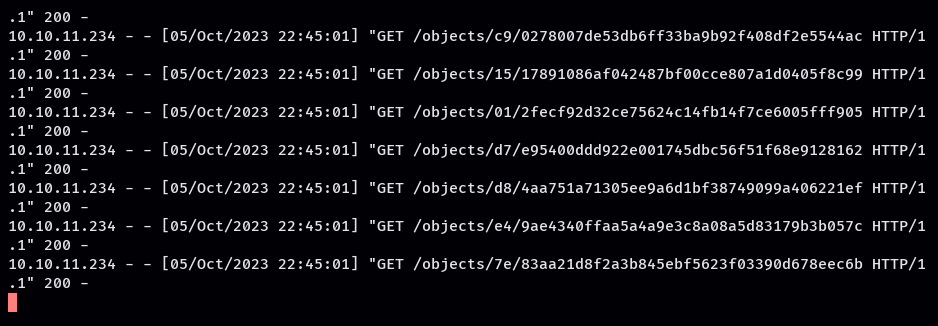 .1" 200 -
10.10.11.234 - - [05/Oct/2023 22:45:01] "GET /objects/c9/0278007de53db6ff33ba9b92f408df2e5544ac HTTP/1
.1" 200 -
10.10.11.234 - - [05/Oct/2023 22:45:01] "GET /objects/15/17891086af042487bf00cce807a1d0405f8c99 HTTP/1
.1" 200 -
10.10.11.234 - - [05/Oct/2023 22:45:01] "GET /objects/01/2fecf92d32ce75624c14fb14f7ce6005fff905 HTTP/1
.1" 200 -
10.10.11.234 - - [05/Oct/2023 22:45:01] "GET /objects/d7/e95400ddd922e001745dbc56f51f68e9128162 HTTP/1
.1" 200 -
10.10.11.234 - - [05/Oct/2023 22:45:01] "GET /objects/d8/4aa751a71305ee9a6d1bf38749099a406221ef HTTP/1
.1" 200 -
10.10.11.234 - - [05/Oct/2023 22:45:01] "GET /objects/e4/9ae4340ffaa5a4a9e3c8a08a5d83179b3b057c HTTP/1
.1" 200 -
10.10.11.234 - - [05/Oct/2023 22:45:01] "GET /objects/7e/83aa21d8f2a3b845ebf5623f03390d678eec6b HTTP/1
.1" 200 -